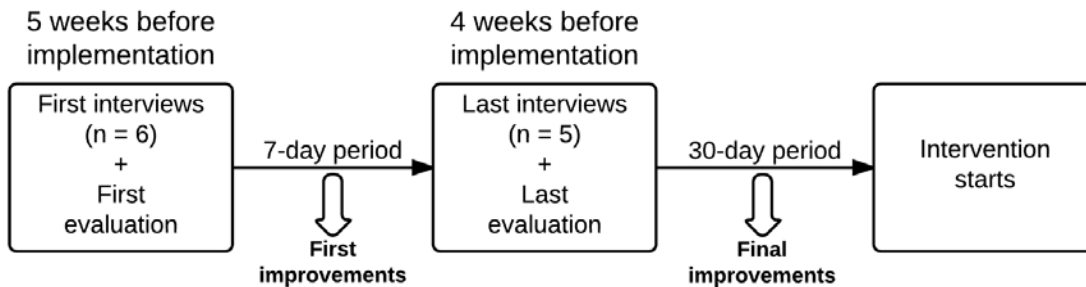 5 weeks before
implementation
First interviews
(n = 6)
+
First
evaluation
7-day period
First
improvements
4 weeks before
implementation
Last interviews
(n = 5)
+
Last
evaluation
30-day period
Final
improvements
Intervention
starts